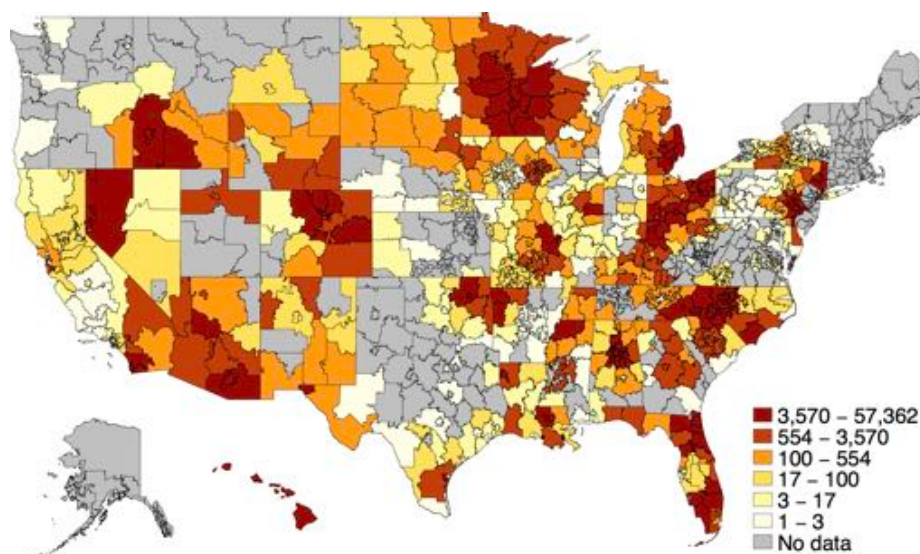 3,570 – 57,362
554 – 3,570
100 – 554
17 – 100
3 – 17
1 – 3
No data